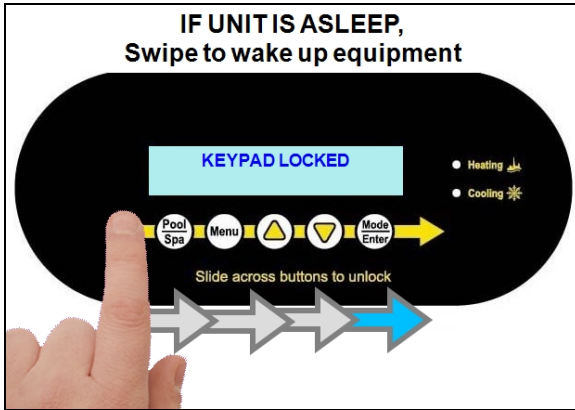 IF UNIT IS ASLEEP,
Swipe to wake up equipment
KEYPAD LOCKED
Heating
Cooling
Pool
Spa
Menu
Mode
Enter
Slide across buttons to unlock